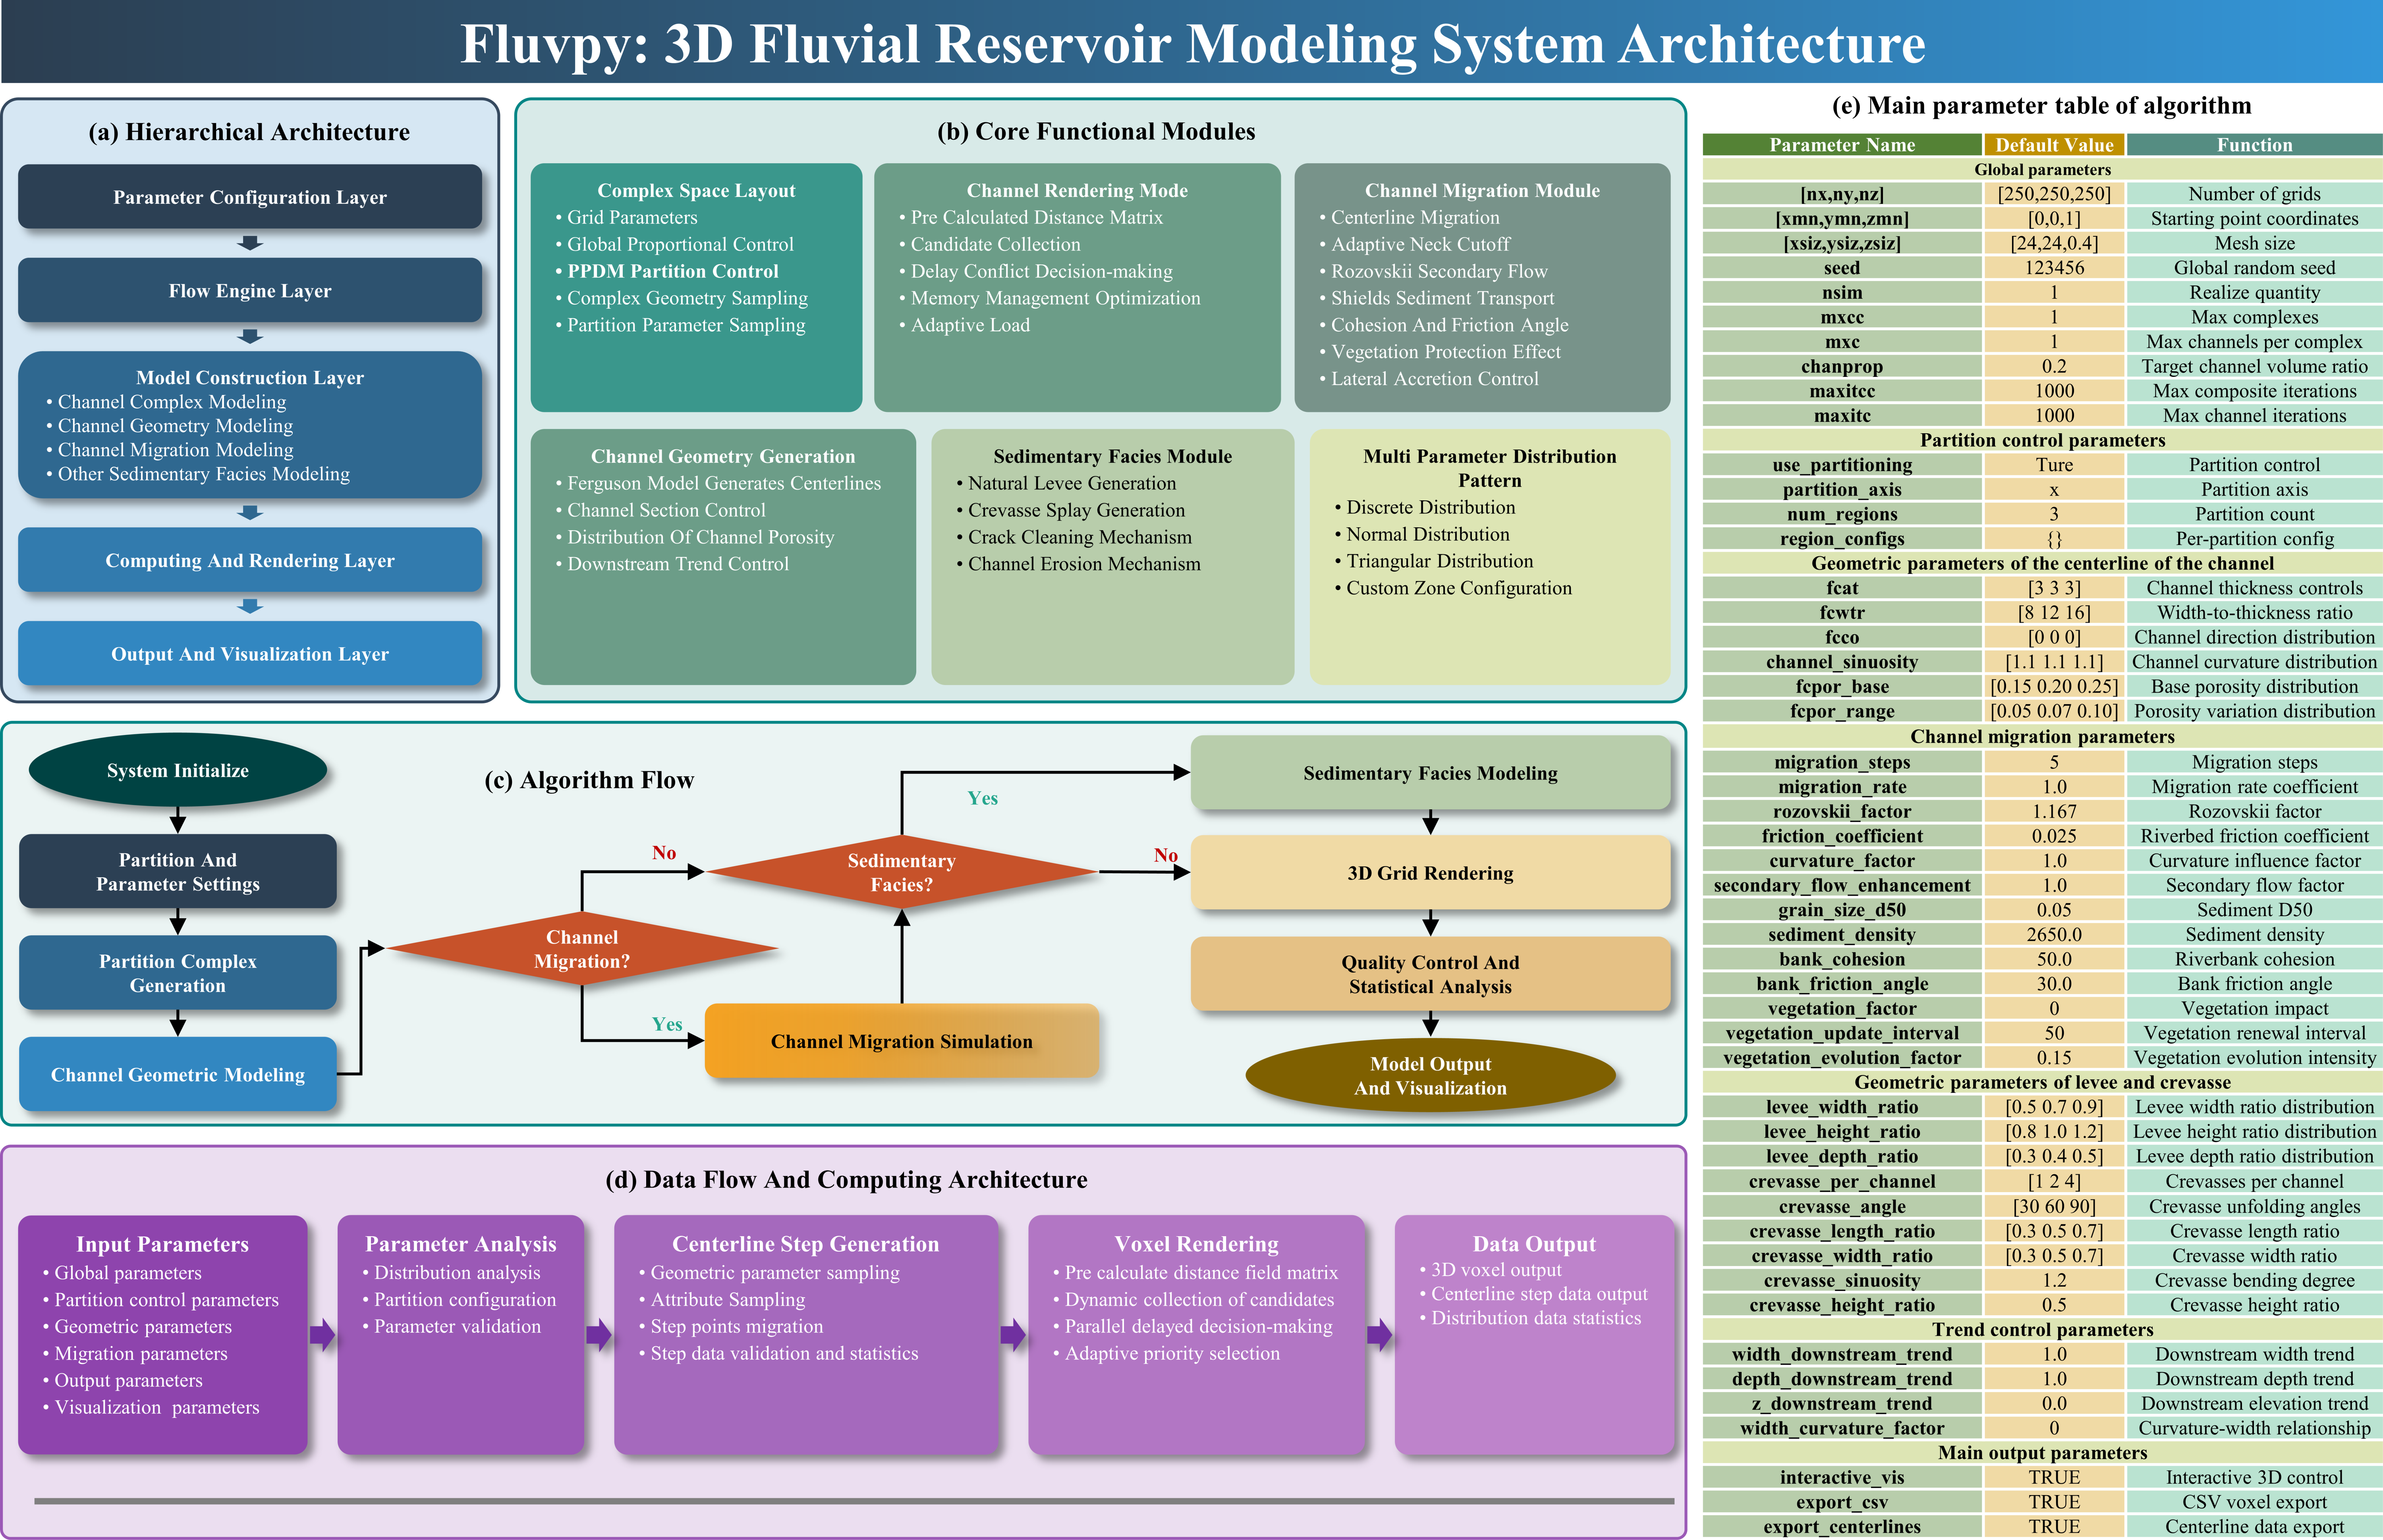 Fluvpy: 3D Fluvial Reservoir Modeling System Architecture
(a) Hierarchical Architecture
Parameter Configuration Layer
Flow Engine Layer
Model Construction Layer
• Channel Complex Modeling
• Channel Geometry Modeling
• Channel Migration Modeling
• Other Sedimentary Facies Modeling
Computing And Rendering Layer
Output And Visualization Layer
(b) Core Functional Modules
Complex Space Layout
• Grid Parameters
• Global Proportional Control
• PPDM Partition Control
• Complex Geometry Sampling
• Partition Parameter Sampling
Channel Rendering Mode
• Pre Calculated Distance Matrix
• Candidate Collection
• Delay Conflict Decision-making
• Memory Management Optimization
• Adaptive Load
Channel Migration Module
• Centerline Migration
• Adaptive Neck Cutoff
• Rozovskii Secondary Flow
• Shields Sediment Transport
• Cohesion And Friction Angle
• Vegetation Protection Effect
• Lateral Accretion Control
Channel Geometry Generation
• Ferguson Model Generates Centerlines
• Channel Section Control
• Distribution Of Channel Porosity
• Downstream Trend Control
Sedimentary Facies Module
• Natural Levee Generation
• Crevasse Splay Generation
• Crack Cleaning Mechanism
• Channel Erosion Mechanism
Multi Parameter Distribution
Pattern
• Discrete Distribution
• Normal Distribution
• Triangular Distribution
• Custom Zone Configuration
(c) Algorithm Flow
System Initialize
Partition And
Parameter Settings
Partition Complex
Generation
Channel Geometric Modeling
Channel
Migration?
No
Yes
Channel Migration Simulation
Sedimentary
Facies?
Yes
No
Sedimentary Facies Modeling
3D Grid Rendering
Quality Control And
Statistical Analysis
Model Output
And Visualization
(d) Data Flow And Computing Architecture
Input Parameters
• Global parameters
• Partition control parameters
• Geometric parameters
• Migration parameters
• Output parameters
• Visualization  parameters
Parameter Analysis
• Distribution analysis
• Partition configuration
• Parameter validation
Centerline Step Generation
• Geometric parameter sampling
• Attribute Sampling
• Step points migration
• Step data validation and statistics
Voxel Rendering
• Pre calculate distance field matrix
• Dynamic collection of candidates
• Parallel delayed decision-making
• Adaptive priority selection
Data Output
• 3D voxel output
• Centerline step data output
• Distribution data statistics
(e) Main parameter table of algorithm
Parameter Name Default Value Function
Global parameters
[nx,ny,nz] [250,250,250] Number of grids
[xmn,ymn,zmn] [0,0,1] Starting point coordinates
[xsiz,ysiz,zsiz] [24,24,0.4] Mesh size
seed 123456 Global random seed
nsim 1 Realize quantity
mxcc 1 Max complexes
mxc 1 Max channels per complex
chanprop 0.2 Target channel volume ratio
maxitcc 1000 Max composite iterations
maxitc 1000 Max channel iterations
Partition control parameters
use_partitioning Ture Partition control
partition_axis x Partition axis
num_regions 3 Partition count
region_configs {} Per-partition config
Geometric parameters of the centerline of the channel
fcat [3 3 3] Channel thickness controls
fcwtr [8 12 16] Width-to-thickness ratio
fcco [0 0 0] Channel direction distribution
channel_sinuosity [1.1 1.1 1.1] Channel curvature distribution
fcpor_base [0.15 0.20 0.25] Base porosity distribution
fcpor_range [0.05 0.07 0.10] Porosity variation distribution
Channel migration parameters
migration_steps 5 Migration steps
migration_rate 1.0 Migration rate coefficient
rozovskii_factor 1.167 Rozovskii factor
friction_coefficient 0.025 Riverbed friction coefficient
curvature_factor 1.0 Curvature influence factor
secondary_flow_enhancement 1.0 Secondary flow factor
grain_size_d50 0.05 Sediment D50
sediment_density 2650.0 Sediment density
bank_cohesion 50.0 Riverbank cohesion
bank_friction_angle 30.0 Bank friction angle
vegetation_factor 0 Vegetation impact
vegetation_update_interval 50 Vegetation renewal interval
vegetation_evolution_factor 0.15 Vegetation evolution intensity
Geometric parameters of levee and crevasse
levee_width_ratio [0.5 0.7 0.9] Levee width ratio distribution
levee_height_ratio [0.8 1.0 1.2] Levee height ratio distribution
levee_depth_ratio [0.3 0.4 0.5] Levee depth ratio distribution
crevasse_per_channel [1 2 4] Crevasses per channel
crevasse_angle [30 60 90] Crevasse unfolding angles
crevasse_length_ratio [0.3 0.5 0.7] Crevasse length ratio
crevasse_width_ratio [0.3 0.5 0.7] Crevasse width ratio
crevasse_sinuosity 1.2 Crevasse bending degree
crevasse_height_ratio 0.5 Crevasse height ratio
Trend control parameters
width_downstream_trend 1.0 Downstream width trend
depth_downstream_trend 1.0 Downstream depth trend
z_downstream_trend 0.0 Downstream elevation trend
width_curvature_factor 0 Curvature-width relationship
Main output parameters
interactive_vis TRUE Interactive 3D control
export_csv TRUE CSV voxel export
export_centerlines TRUE Centerline data export